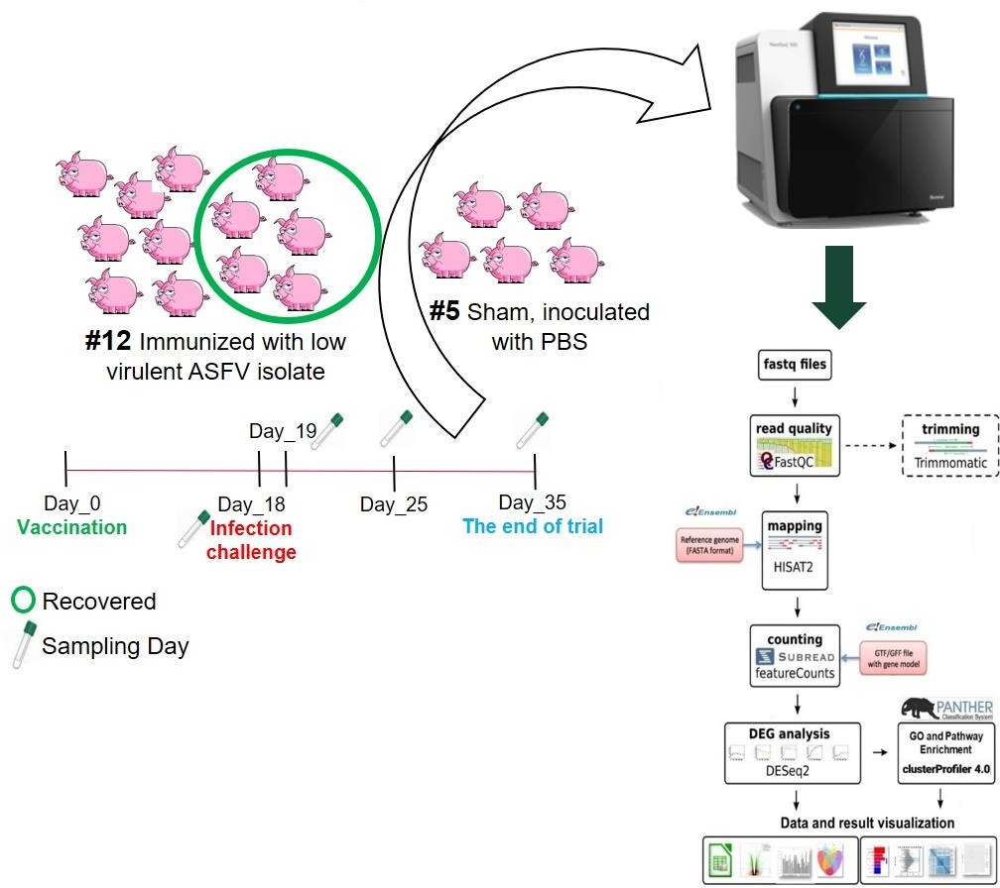 #12 Immunized with low
virulent ASFV isolate
#5 Sham, inoculated
with PBS
Day_19
Day_0
Vaccination
Day_18
Infection
challenge
Day_25
Day_35
The end of trial
Recovered
Sampling Day
fastq files
read quality
FastQC
trimming
Trimmomatic
e!Ensembl
Reference genome
(FASTA format)
mapping
HISAT2
counting
SUBREAD
featureCounts
e!Ensembl
GTF/GFF file
with gene model
DEG analysis
DESeq2
PANTHER
Classification System
GO and Pathway
Enrichment
clusterProfiler 4.0
Data and result visualization